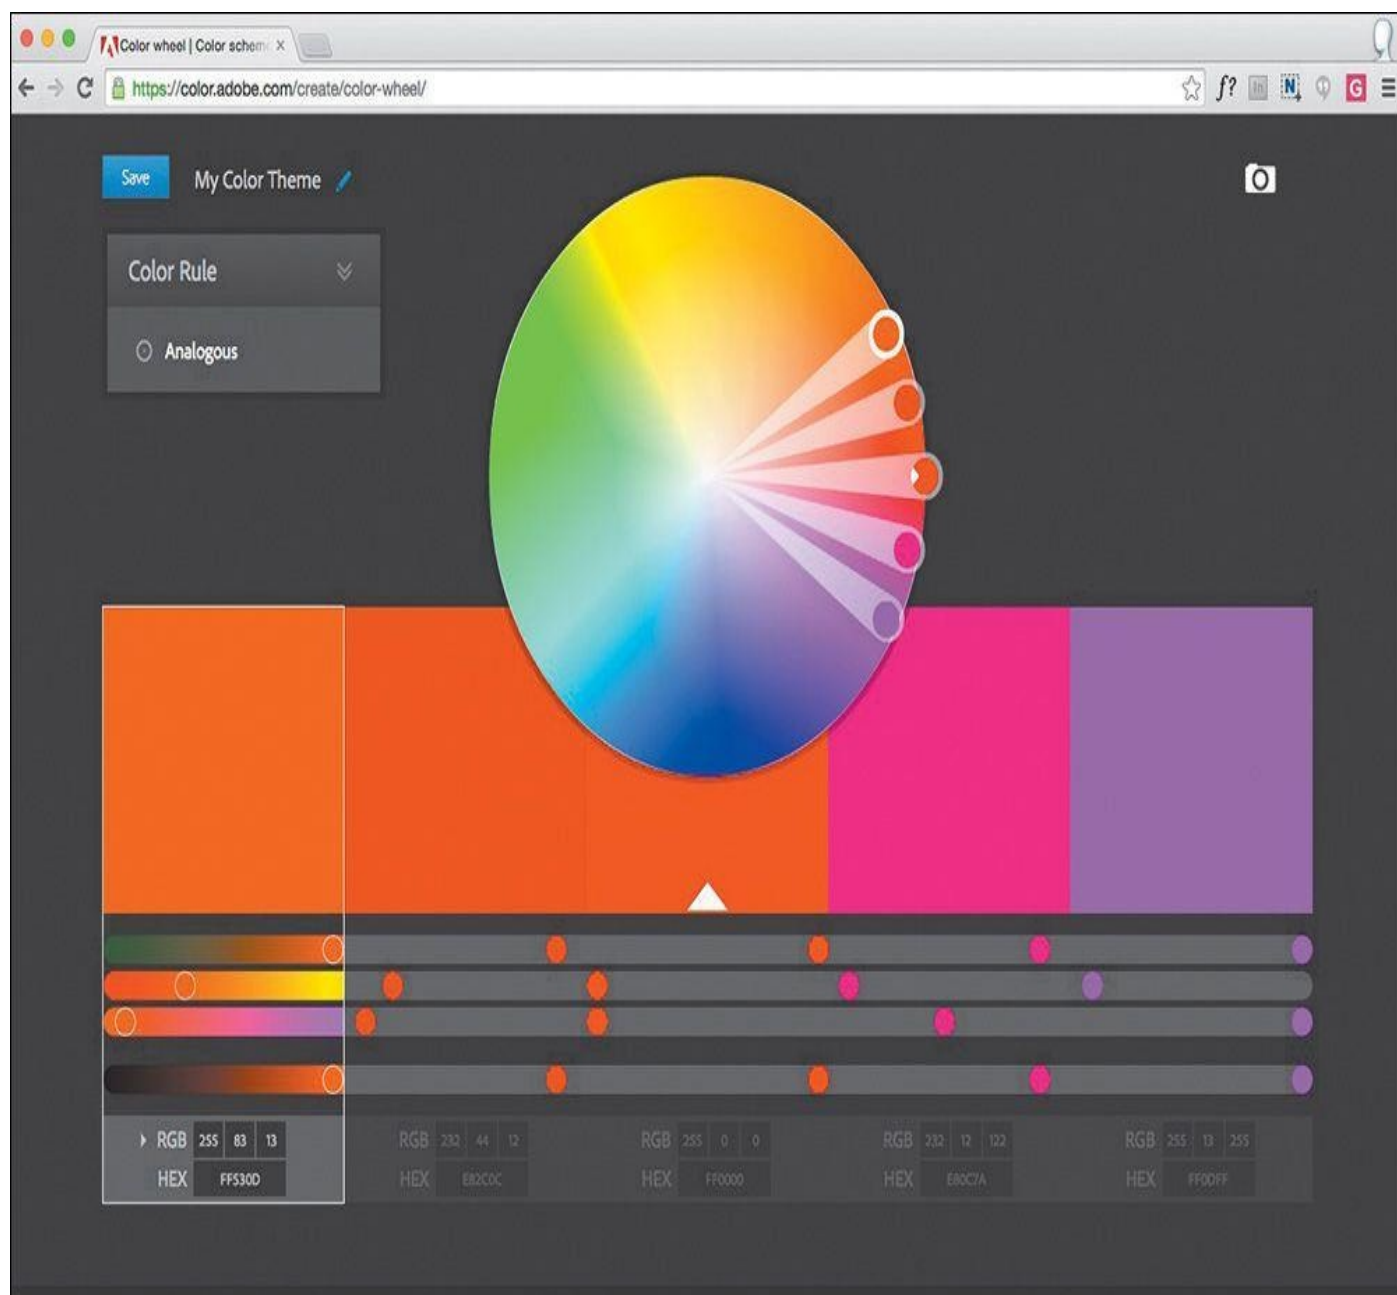 Color wheel | Color schem
https://color.adobe.com/create/color-wheel/
f?
in
N
G
Save
My Color Theme
Color Rule
Analogous
RGB 255 83 13
HEX FF530D
RGB 232 44 12
HEX E82C0C
RGB 255 0 0
HEX FF0000
RGB 232 12 122
HEX E80C7A
RGB 255 13 255
HEX FF0DFF